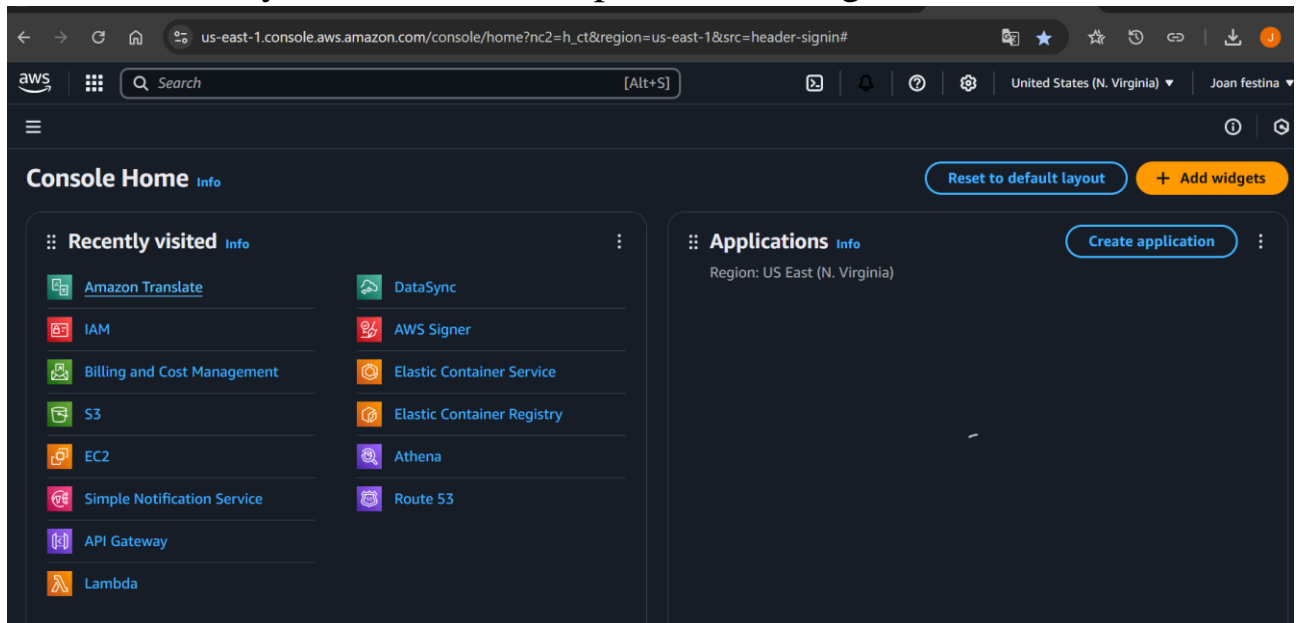 us-east-1.console.aws.amazon.com/console/home?nc2=h_ct&region=us-east-1&src=header-signin#
J
aws
Search
[Alt+S]
United States (N. Virginia)
Joan festina
Console Home Info
Reset to default layout
+ Add widgets
Recently visited Info
Amazon Translate
DataSync
IAM
AWS Signer
Billing and Cost Management
Elastic Container Service
S3
Elastic Container Registry
EC2
Athena
Simple Notification Service
Route 53
API Gateway
Lambda
Applications Info
Create application
Region: US East (N. Virginia)